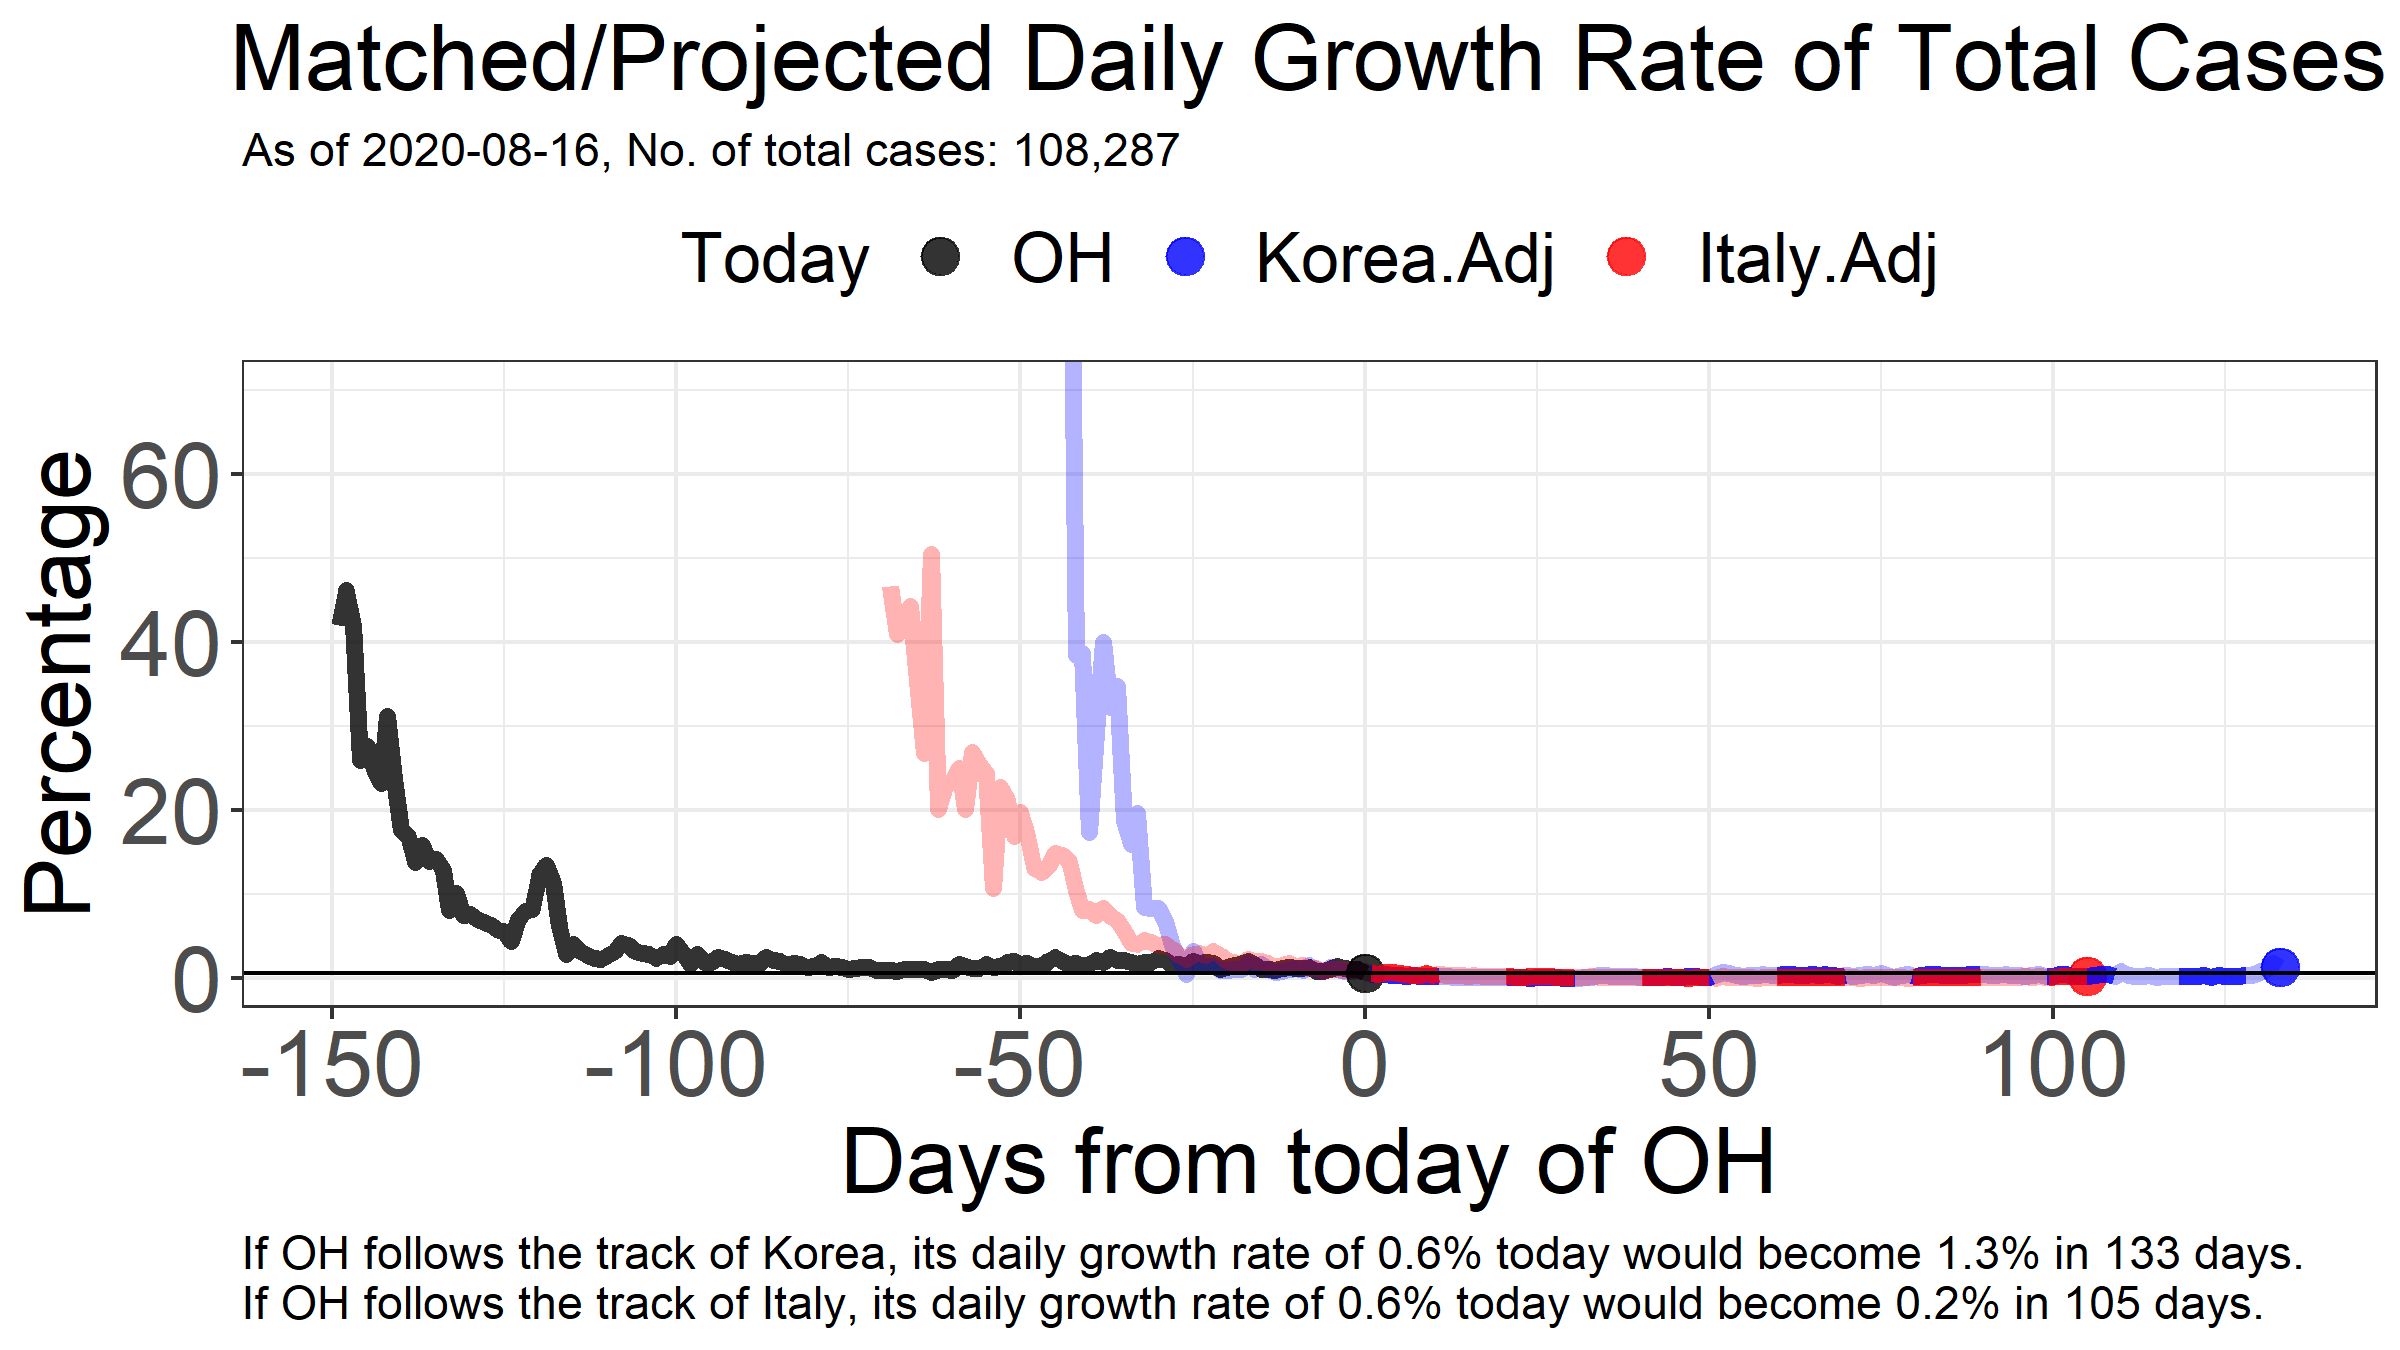 Matched/Projected Daily Growth Rate of Total Cases
As of 2020-08-16, No. of total cases: 108,287
Today OH Korea.Adj Italy.Adj
Percentage
60
40
20
0
-150 -100 -50 0 50 100
Days from today of OH
If OH follows the track of Korea, its daily growth rate of 0.6% today would become 1.3% in 133 days.
If OH follows the track of Italy, its daily growth rate of 0.6% today would become 0.2% in 105 days.